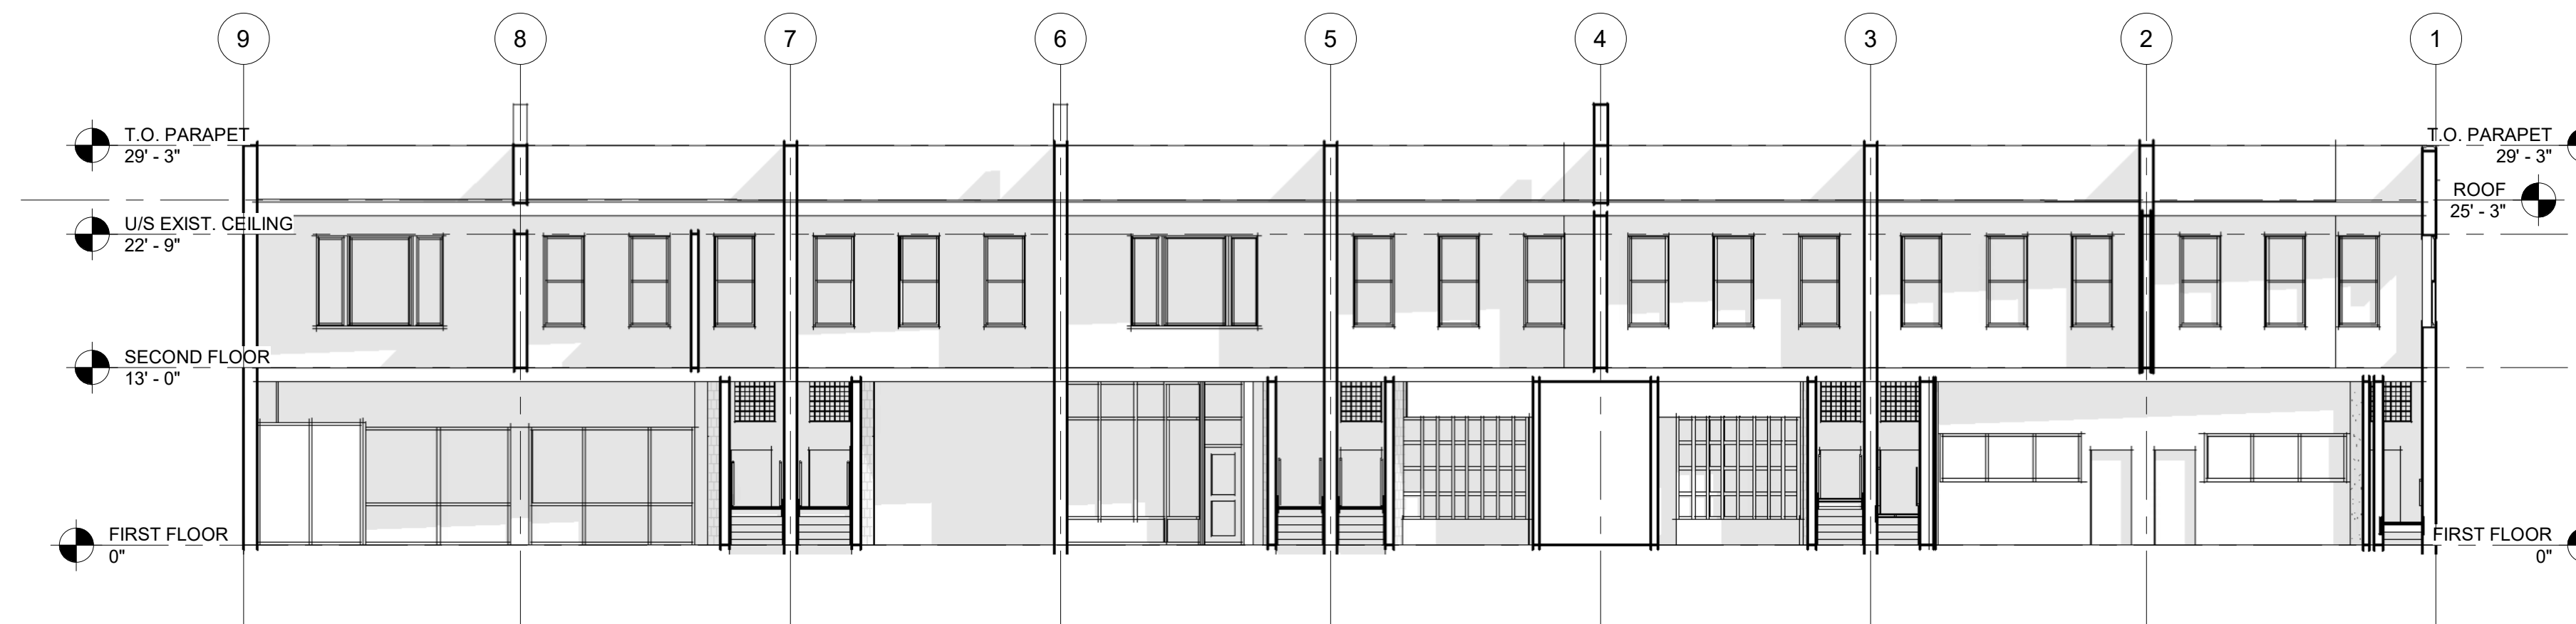 9 8 7 6 5 4 3 2 1
T.O. PARAPET
29' - 3"
U/S EXIST. CEILING
22' - 9"
SECOND FLOOR
13' - 0"
FIRST FLOOR
0"
T.O. PARAPET
29' - 3"
ROOF
25' - 3"
FIRST FLOOR
0"